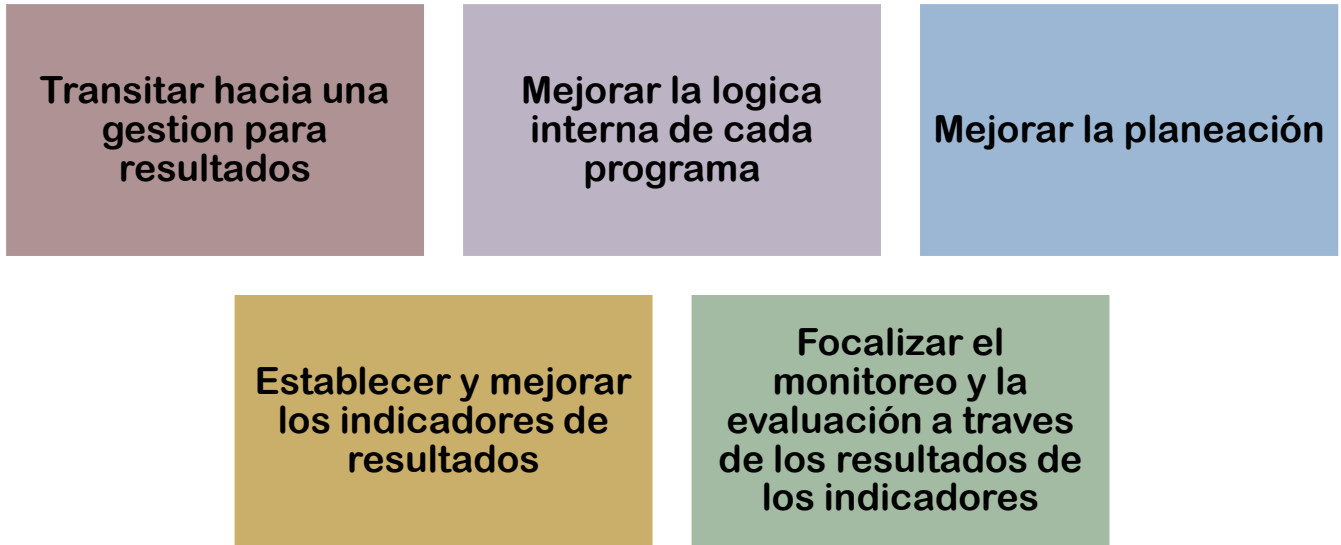 Transitar hacia una
gestion para
resultados
Mejorar la logica
interna de cada
programa
Mejorar la planeación
Establecer y mejorar
los indicadores de
resultados
Focalizar el
monitoreo y la
evaluación a traves
de los resultados de
los indicadores